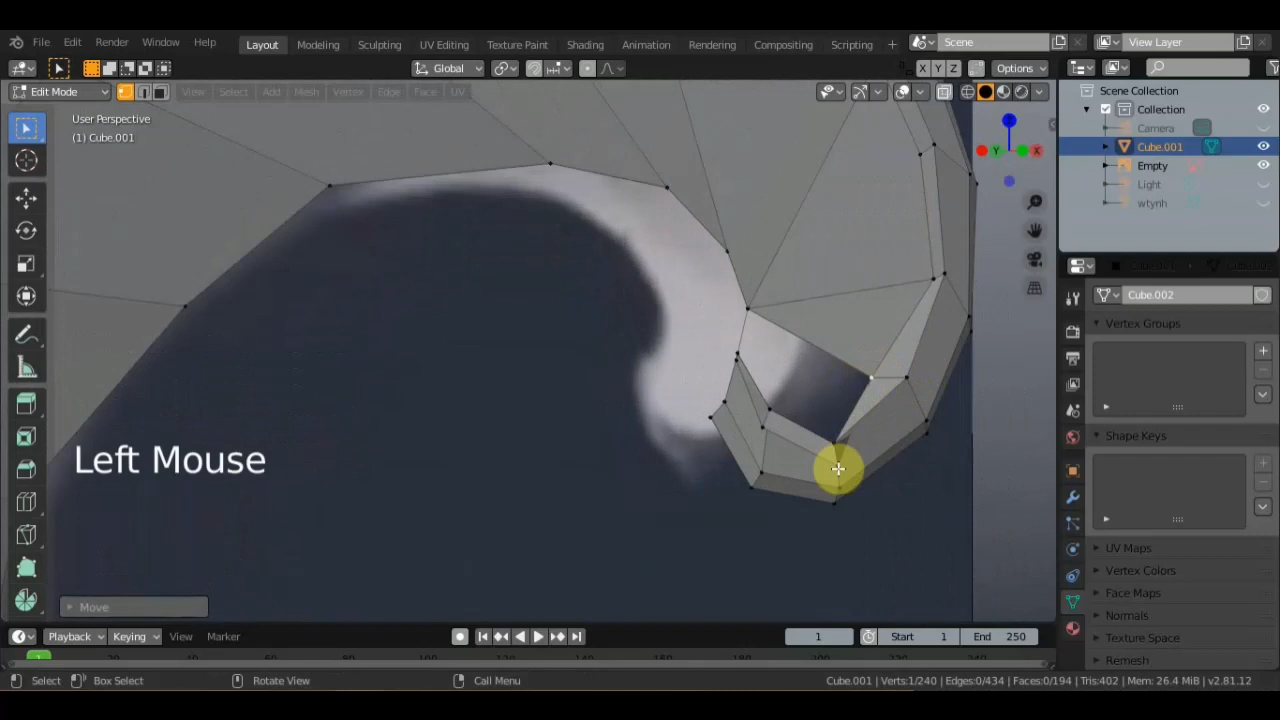 File Edit Render Window Help Layout Modeling Sculpting UV Editing Texture Paint Shading Animation Rendering Compositing Scripting + Scene View Layer
Global X Y Z Options
Edit Mode View Select Add Mesh Vertex Edge Face UV
User Perspective
(1) Cube.001
Z
Y X
Scene Collection
Collection
Camera
Cube.001
Empty
Light
wtynh
Cube.002
Vertex Groups
Shape Keys
UV Maps
Vertex Colors
Face Maps
Normals
Texture Space
Remesh
Left Mouse
Move
Playback Keying View Marker 1 Start 1 End 250
Select Box Select Rotate View Call Menu Cube.001 | Verts:1/240 | Edges:0/434 | Faces:0/194 | Tris:402 | Mem: 26.4 MiB | v2.81.12